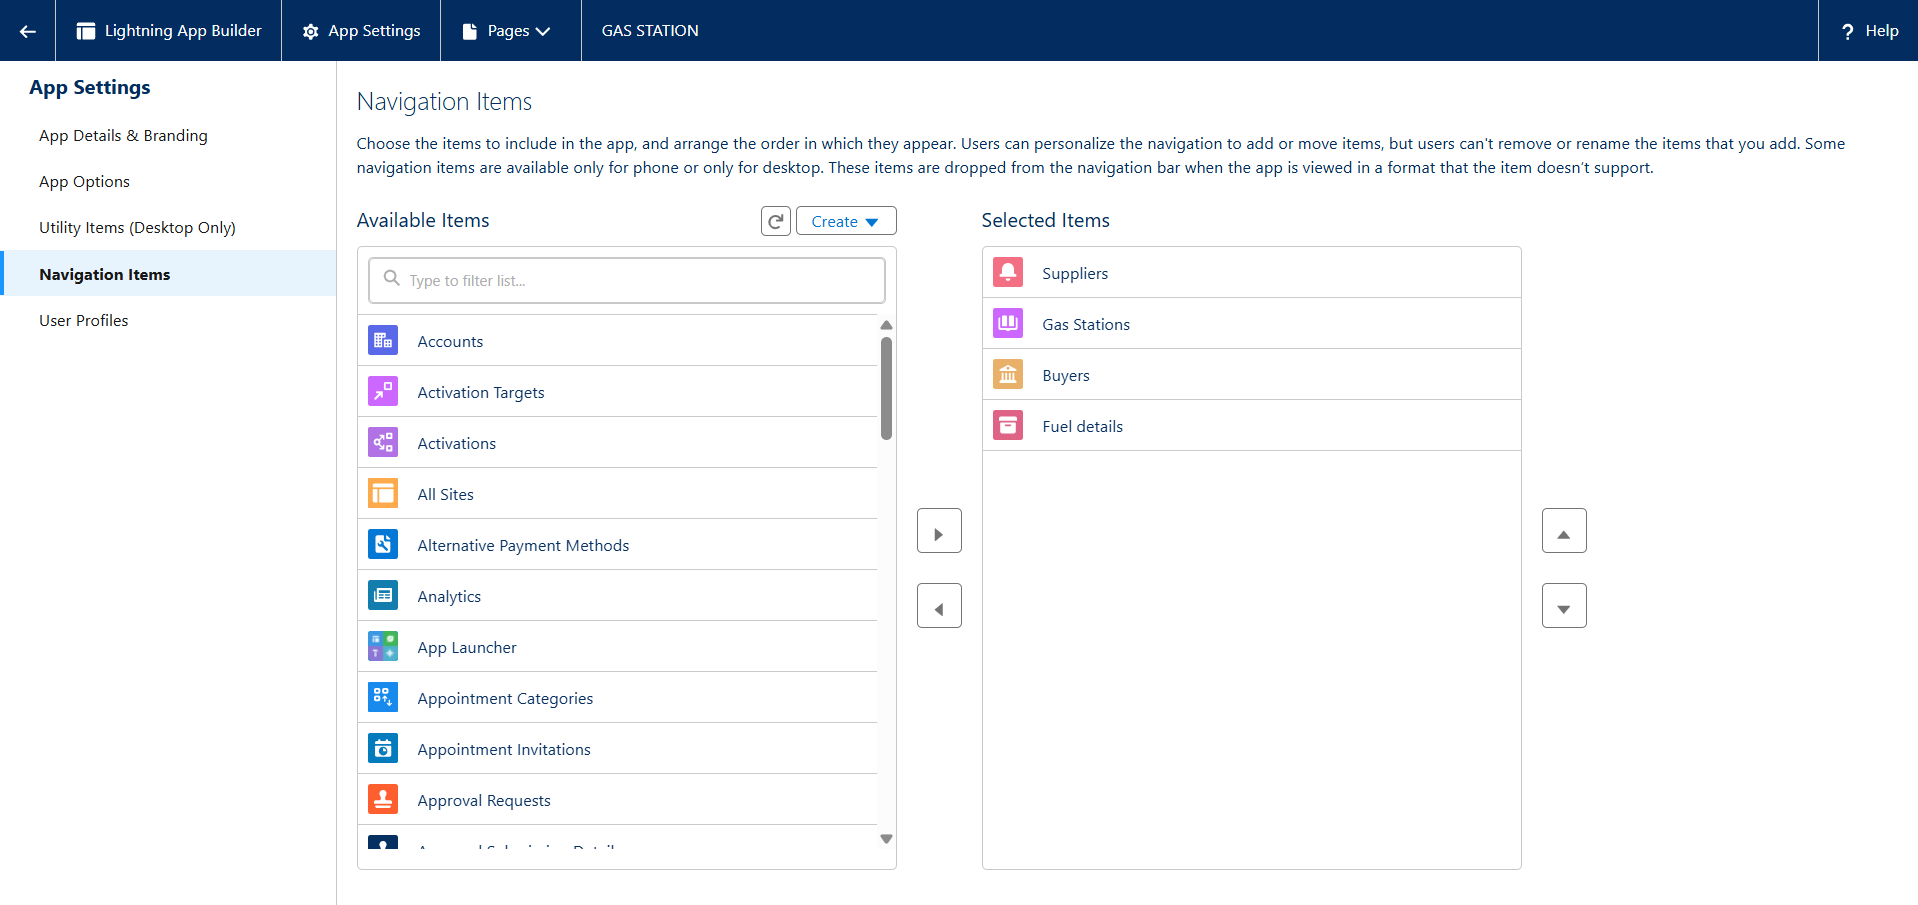 Lightning App Builder
App Settings
Pages
GAS STATION
? Help
App Settings
App Details & Branding
App Options
Utility Items (Desktop Only)
Navigation Items
User Profiles
Navigation Items
Choose the items to include in the app, and arrange the order in which they appear. Users can personalize the navigation to add or move items, but users can't remove or rename the items that you add. Some
navigation items are available only for phone or only for desktop. These items are dropped from the navigation bar when the app is viewed in a format that the item doesn't support.
Available Items
Create
Type to filter list...
Accounts
Activation Targets
Activations
All Sites
Alternative Payment Methods
Analytics
App Launcher
Appointment Categories
Appointment Invitations
Approval Requests
Selected Items
Suppliers
Gas Stations
Buyers
Fuel details